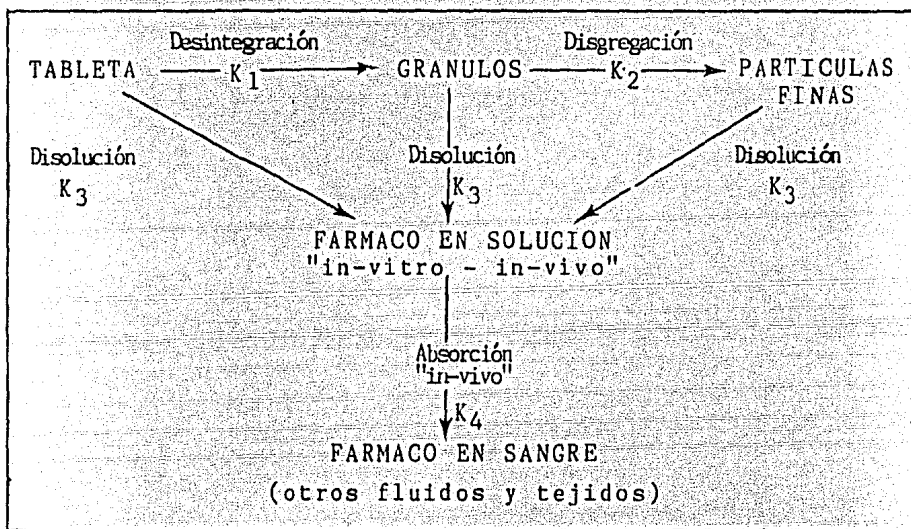 Desintegración
Disgregación
TABLETA
K1
GRANULOS
K2
PARTICULAS
FINAS
Disolución
K3
Disolución
K3
Disolución
K3
FARMACO EN SOLUCION
"in-vitro - in-vivo"
Absorción
"in-vivo"
K4
FARMACO EN SANGRE
(otros fluidos y tejidos)